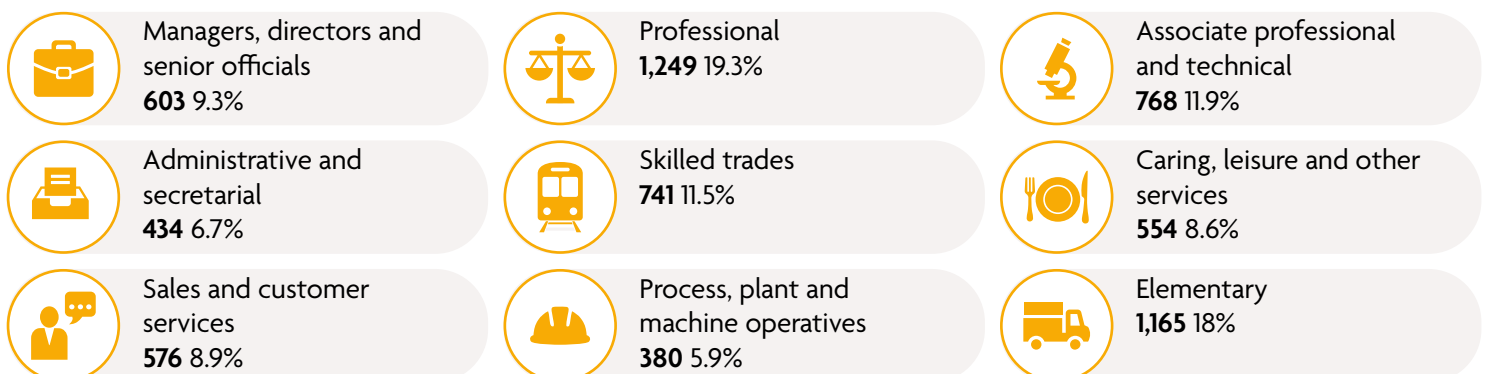 Managers, directors and
senior officials
603 9.3%
Professional
1,249 19.3%
Associate professional
and technical
768 11.9%
Administrative and
secretarial
434 6.7%
Skilled trades
741 11.5%
Caring, leisure and other
services
554 8.6%
Sales and customer
services
576 8.9%
Process, plant and
machine operatives
380 5.9%
Elementary
1,165 18%